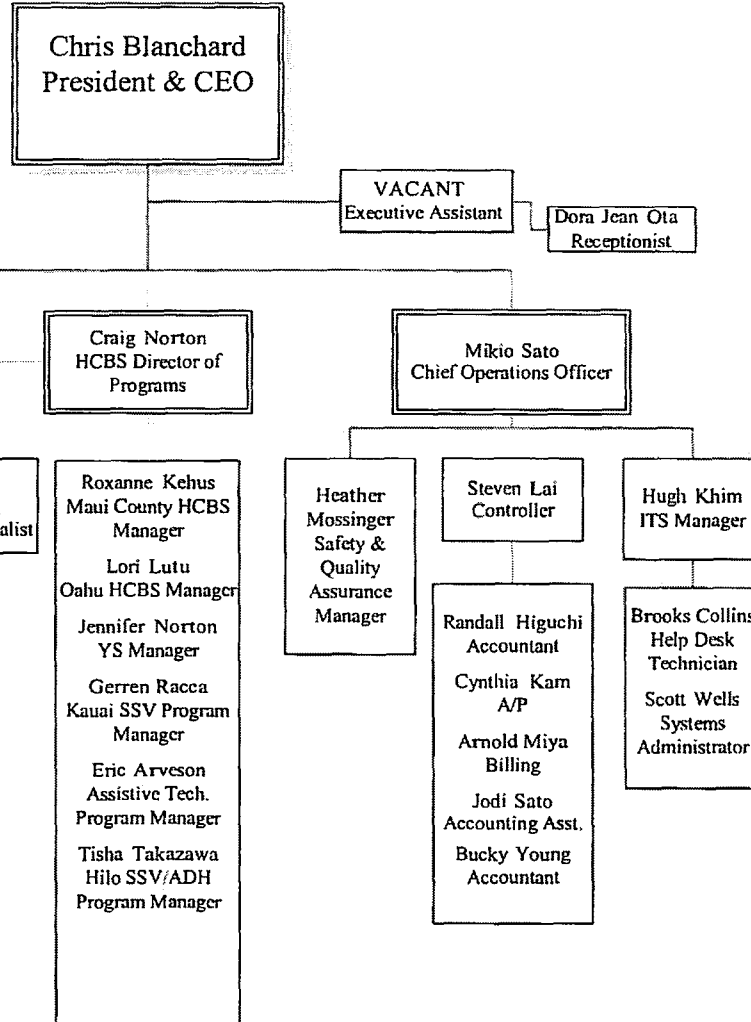 Chris Blanchard
President & CEO
VACANT
Executive Assistant
Dora Jean Ota
Receptionist
Craig Norton
HCBS Director of
Programs
Mikio Sato
Chief Operations Officer
alist
Roxanne Kehus
Maui County HCBS
Manager
Lori Lutu
Oahu HCBS Manager
Jennifer Norton
YS Manager
Gerren Racca
Kauai SSV Program
Manager
Eric Arveson
Assistive Tech.
Program Manager
Tisha Takazawa
Hilo SSV/ADH
Program Manager
Heather
Mossinger
Safety &
Quality
Assurance
Manager
Steven Lai
Controller
Randall Higuchi
Accountant
Cynthia Kam
A/P
Arnold Miya
Billing
Jodi Sato
Accounting Asst.
Bucky Young
Accountant
Hugh Khim
ITS Manager
Brooks Collins
Help Desk
Technician
Scott Wells
Systems
Administrator